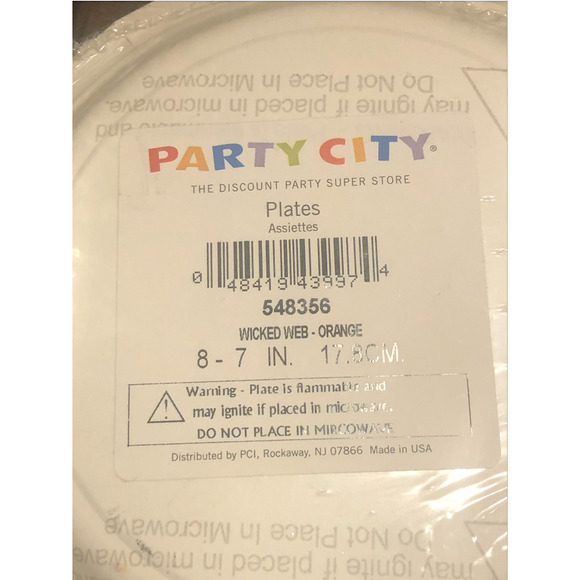 Do Not Place in Microwave
may ignite if placed in microwave.
PARTY CITY®
THE DISCOUNT PARTY SUPER STORE
Plates
Assiettes
0 48419 43997 4
548356
WICKED WEB - ORANGE
8 - 7 IN. 17.8CM.
Warning - Plate is flammable and
may ignite if placed in microwave.
DO NOT PLACE IN MIRCOWAVE
Distributed by PCI, Rockaway, NJ 07866 Made in USA
Do Not Place In Microwave
may ignite if placed in microwave